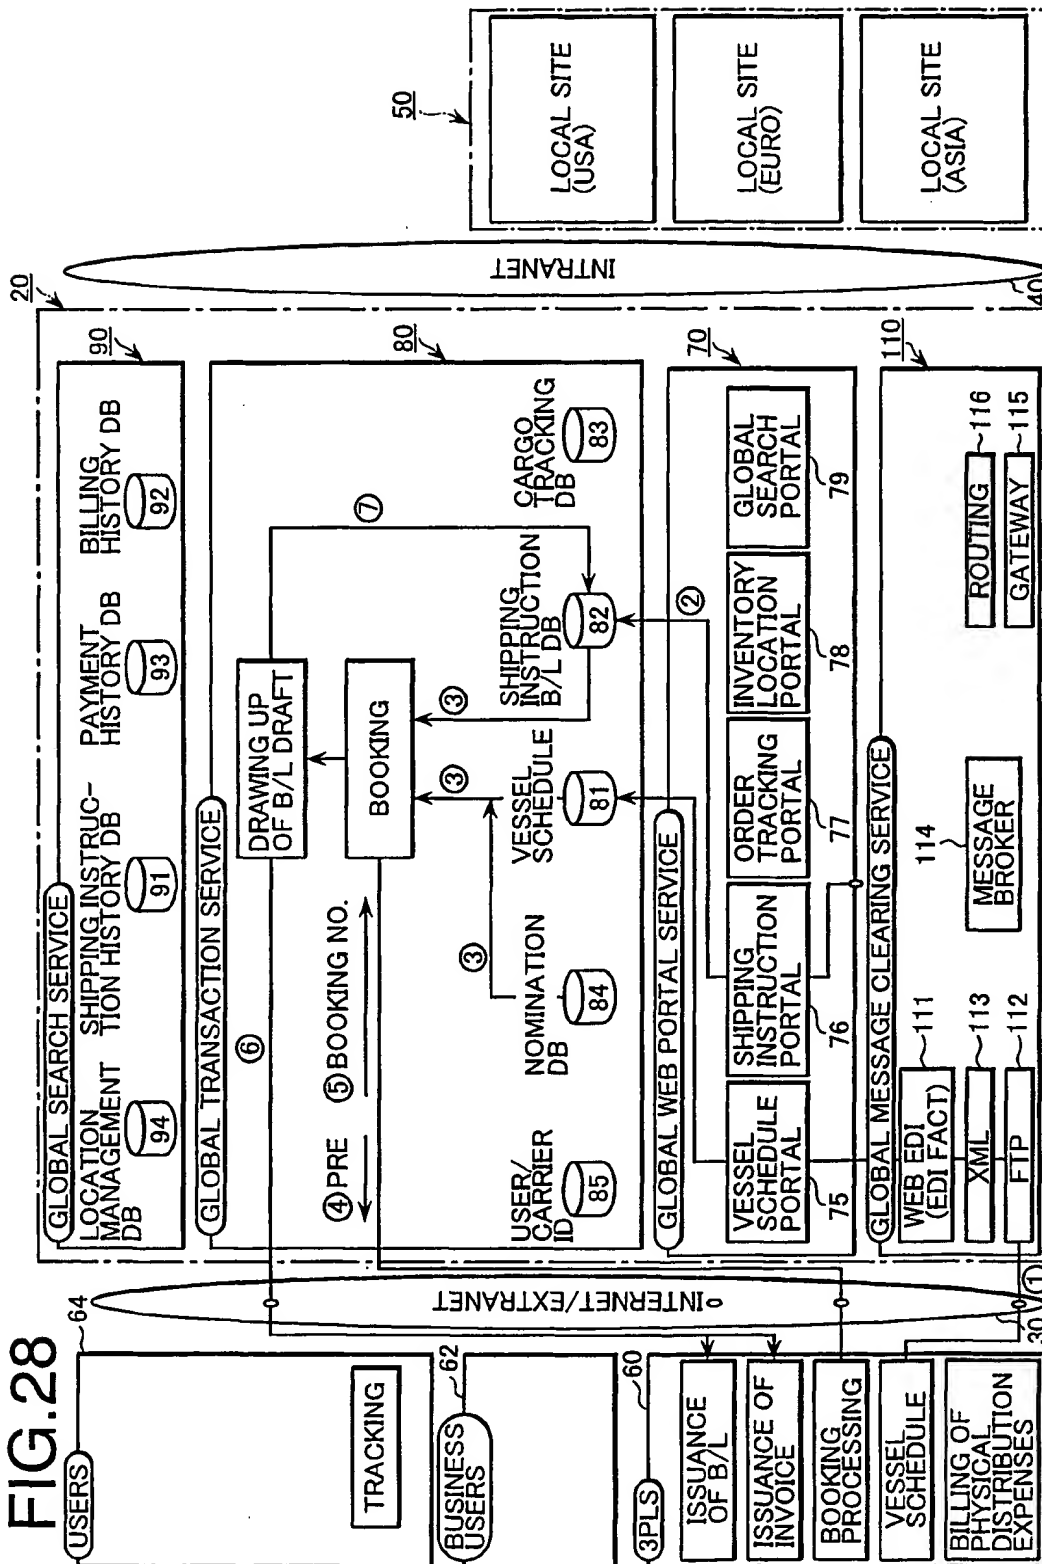 FIG.28
USERS
64
TRACKING
BUSINESS
USERS
62
3PLS
60
ISSUANCE
OF B/L
ISSUANCE OF
INVOICE
BOOKING
PROCESSING
VESSEL
SCHEDULE
BILLING OF
PHYSICAL
DISTRIBUTION
EXPENSES
INTERNET/EXTRANET
30
①
20
GLOBAL SEARCH SERVICE
90
LOCATION
MANAGEMENT
DB
94
SHIPPING INSTRUC-
TION HISTORY DB
91
PAYMENT
HISTORY DB
93
BILLING
HISTORY DB
92
GLOBAL TRANSACTION SERVICE
80
⑥
DRAWING UP
OF B/L DRAFT
⑦
④ PRE
⑤ BOOKING NO.
BOOKING
③
③
③
USER/
CARRIER
ID
85
NOMINATION
DB
84
VESSEL
SCHEDULE
81
SHIPPING
INSTRUCTION
B/L DB
82
CARGO
TRACKING
DB
83
GLOBAL WEB PORTAL SERVICE
②
70
VESSEL
SCHEDULE
PORTAL
75
SHIPPING
INSTRUCTION
PORTAL
76
ORDER
TRACKING
PORTAL
77
INVENTORY
LOCATION
PORTAL
78
GLOBAL
SEARCH
PORTAL
79
GLOBAL MESSAGE CLEARING SERVICE
110
WEB EDI
(EDI FACT)
111
XML
113
FTP
112
114
MESSAGE
BROKER
ROUTING
116
GATEWAY
115
INTRANET
40
50
LOCAL SITE
(USA)
LOCAL SITE
(EURO)
LOCAL SITE
(ASIA)